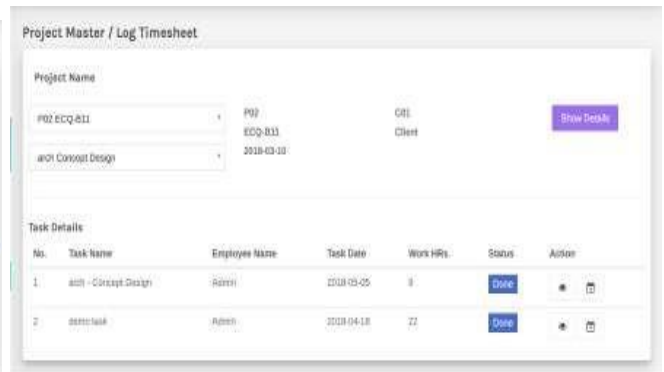 Project Master / Log Timesheet
Project Name
P02 ECQ-B11
P02
C01
Show Details
ECQ-B11
Client
arch Concept Design
2018-03-10
Task Details
No. Task Name Employee Name Task Date Work HRs. Status Action
1 arch - Concept Design Admin 2018-05-05 Done
2 demo task Admin 2018-04-18 22 Done